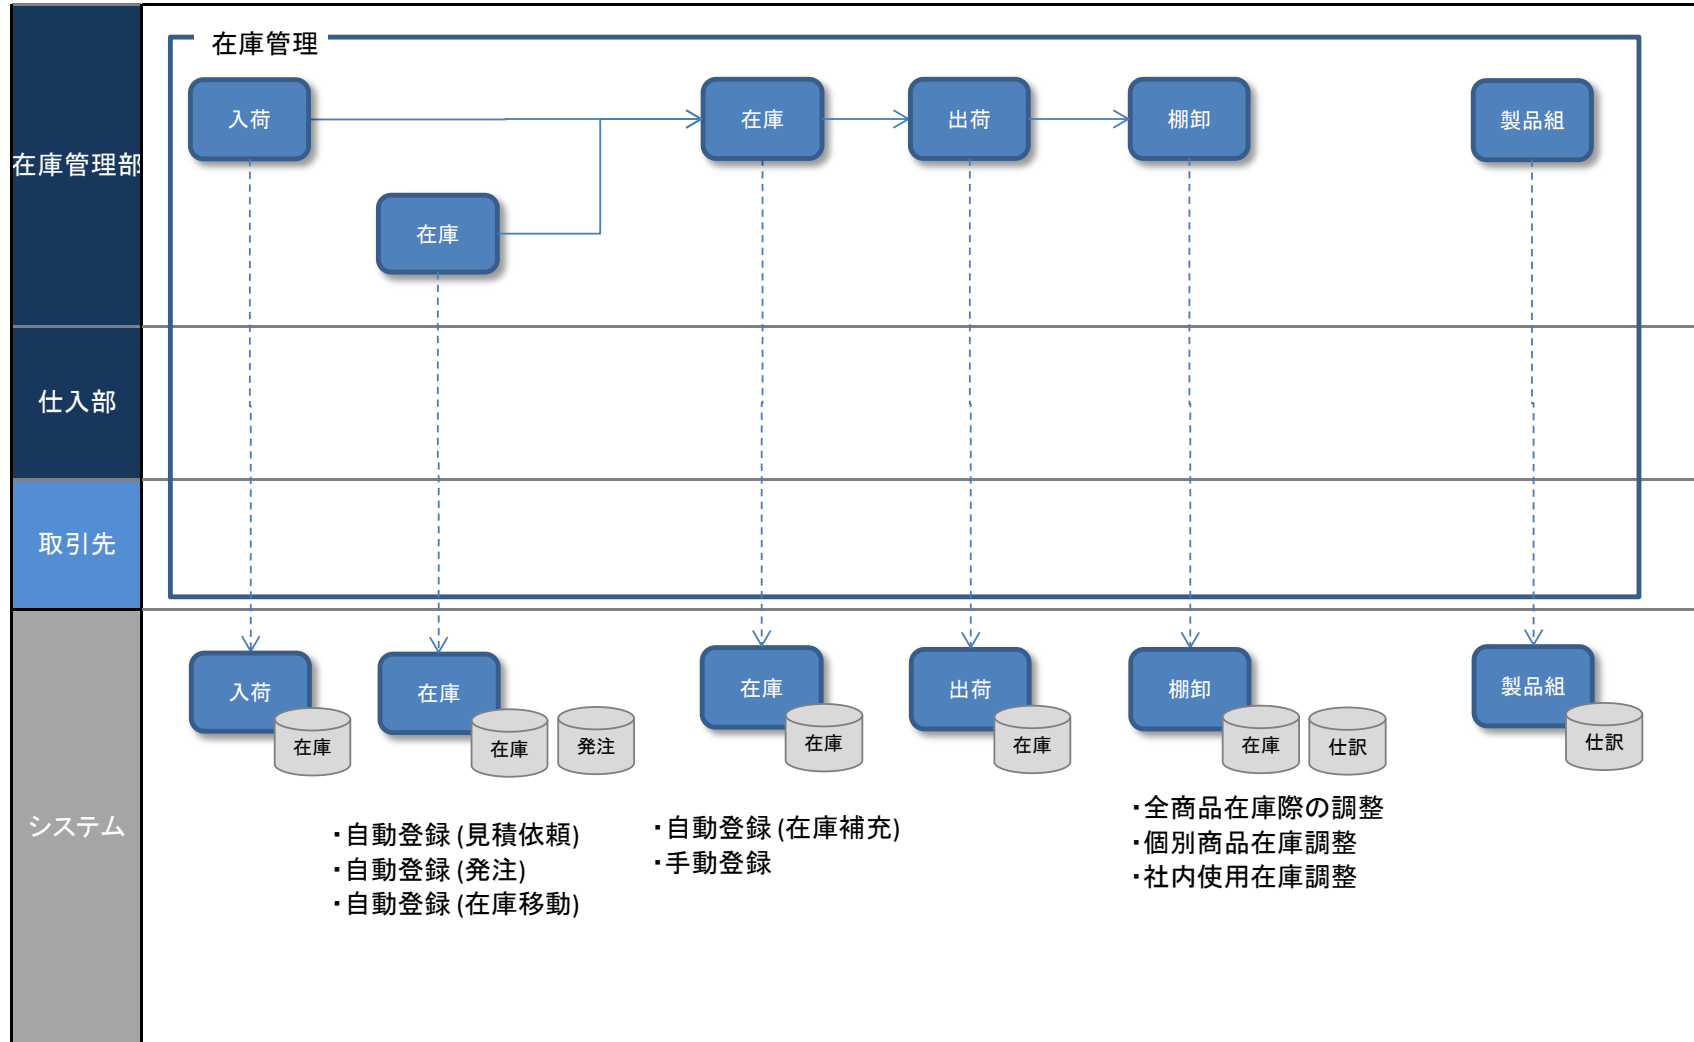 在庫管理
在庫管理部
入荷
在庫
出荷
棚卸
製品組
在庫
仕入部
取引先
システム
入荷
在庫
在庫
在庫
発注
在庫
在庫
出荷
在庫
棚卸
在庫
仕訳
製品組
仕訳
・自動登録 (見積依頼)
・自動登録 (発注)
・自動登録 (在庫移動)
・自動登録 (在庫補充)
・手動登録
・全商品在庫際の調整
・個別商品在庫調整
・社内使用在庫調整